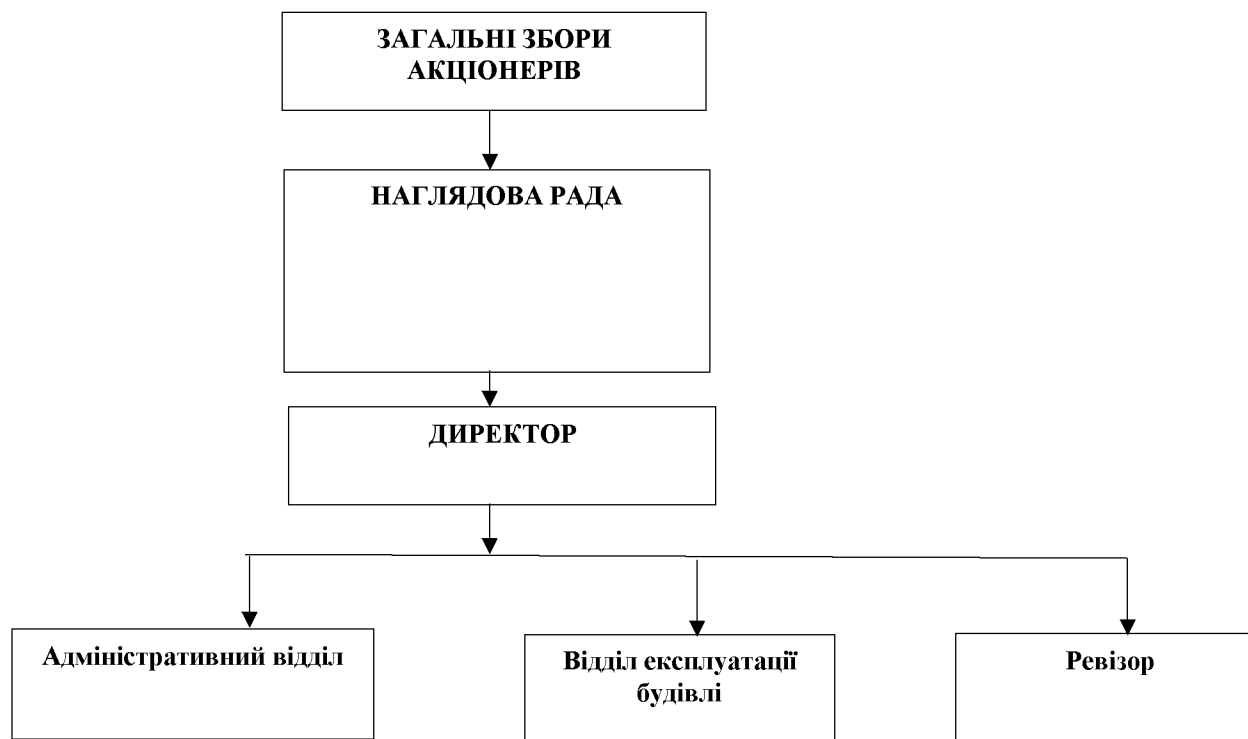 ЗАГАЛЬНІ ЗБОРИ
АКЦІОНЕРІВ
НАГЛЯДОВА РАДА
ДИРЕКТОР
Адміністративний відділ
Відділ експлуатації
будівлі
Ревізор